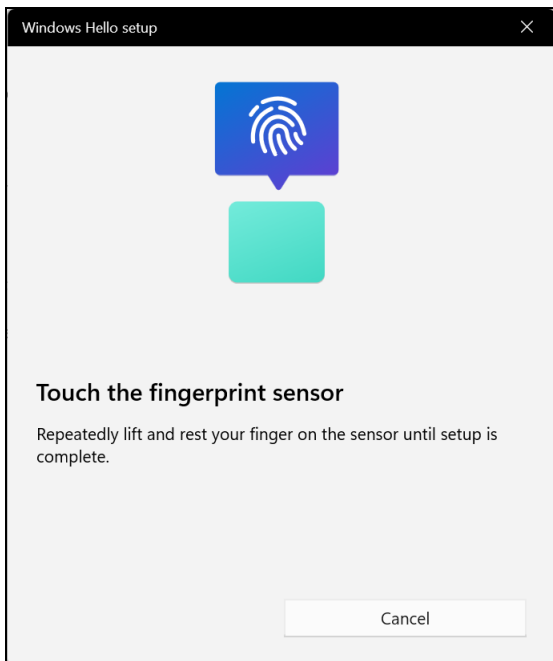 Windows Hello setup
Touch the fingerprint sensor
Repeatedly lift and rest your finger on the sensor until setup is
complete.
Cancel